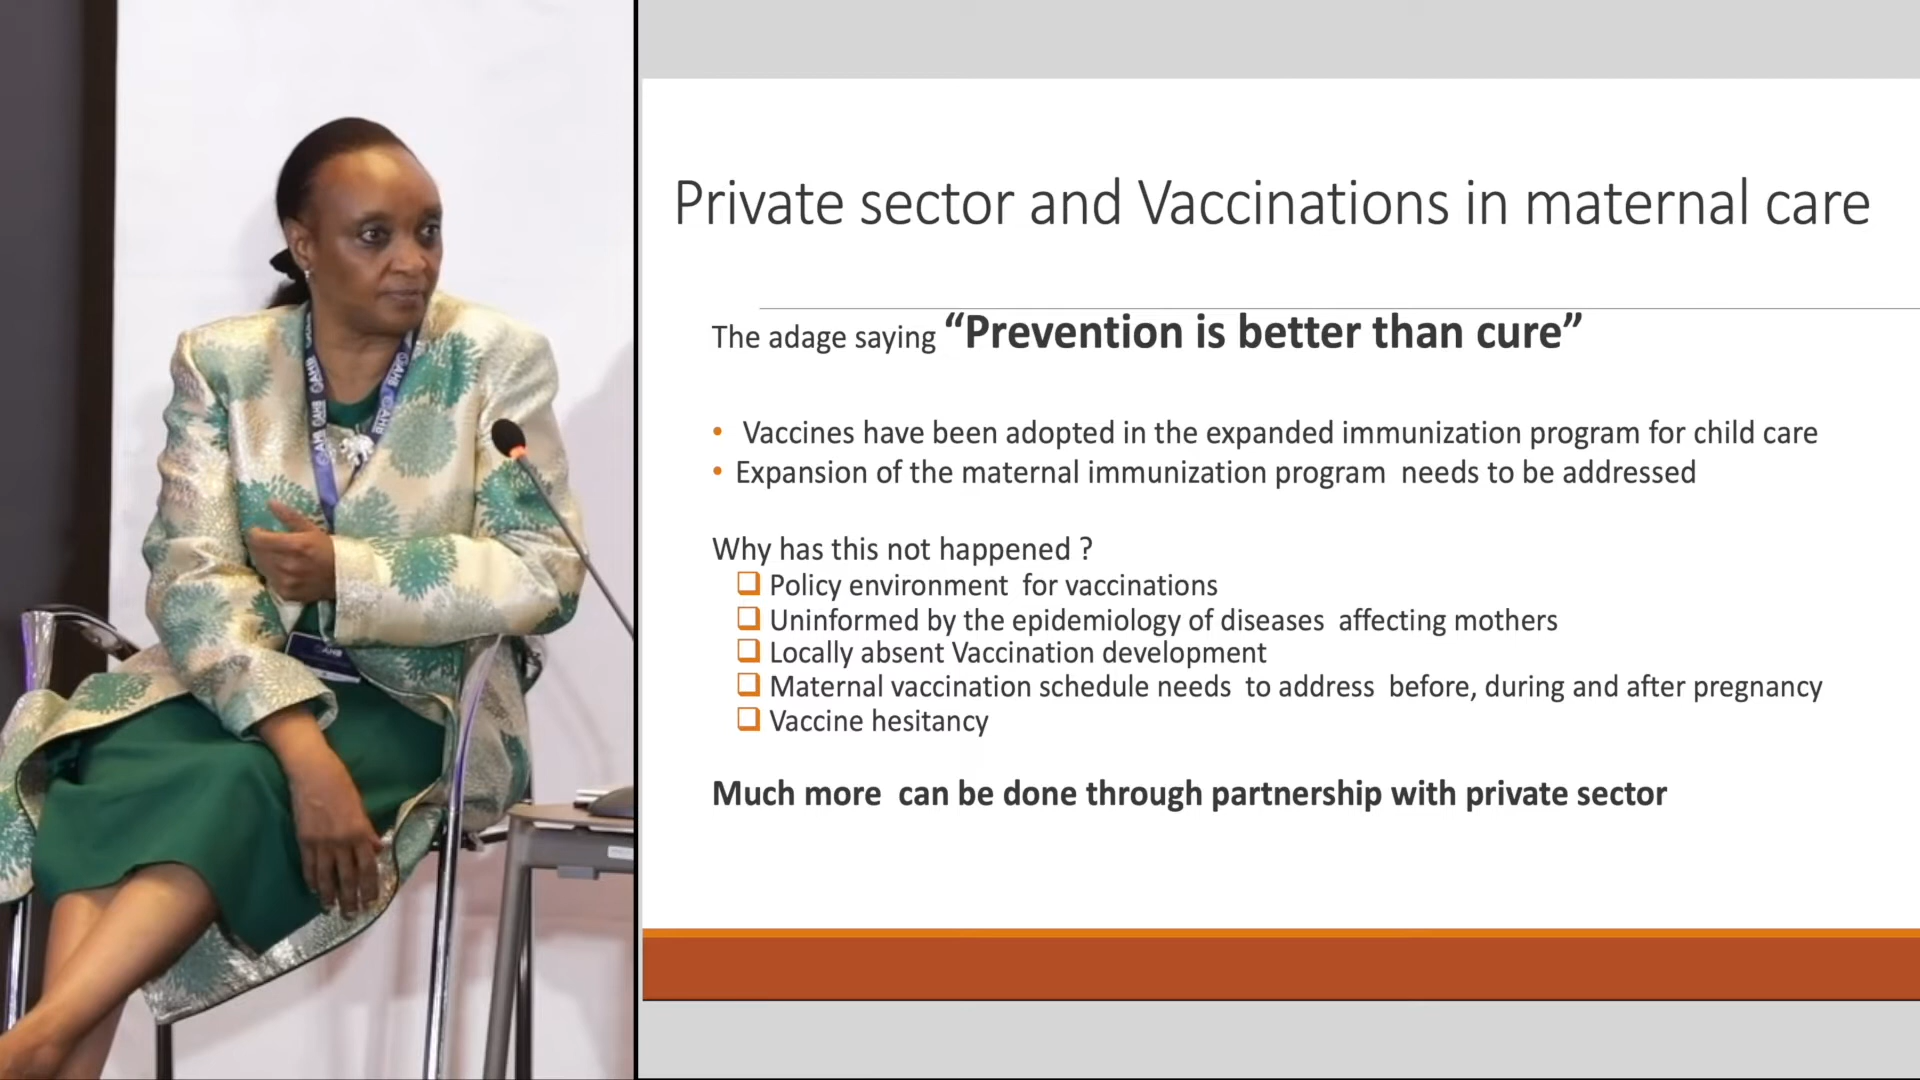 Private sector and Vaccinations in maternal care
The adage saying “Prevention is better than cure”
• Vaccines have been adopted in the expanded immunization program for child care
• Expansion of the maternal immunization program needs to be addressed
Why has this not happened ?
❑ Policy environment for vaccinations
❑ Uninformed by the epidemiology of diseases affecting mothers
❑ Locally absent Vaccination development
❑ Maternal vaccination schedule needs to address before, during and after pregnancy
❑ Vaccine hesitancy
Much more can be done through partnership with private sector
AHB
AHB
AHB